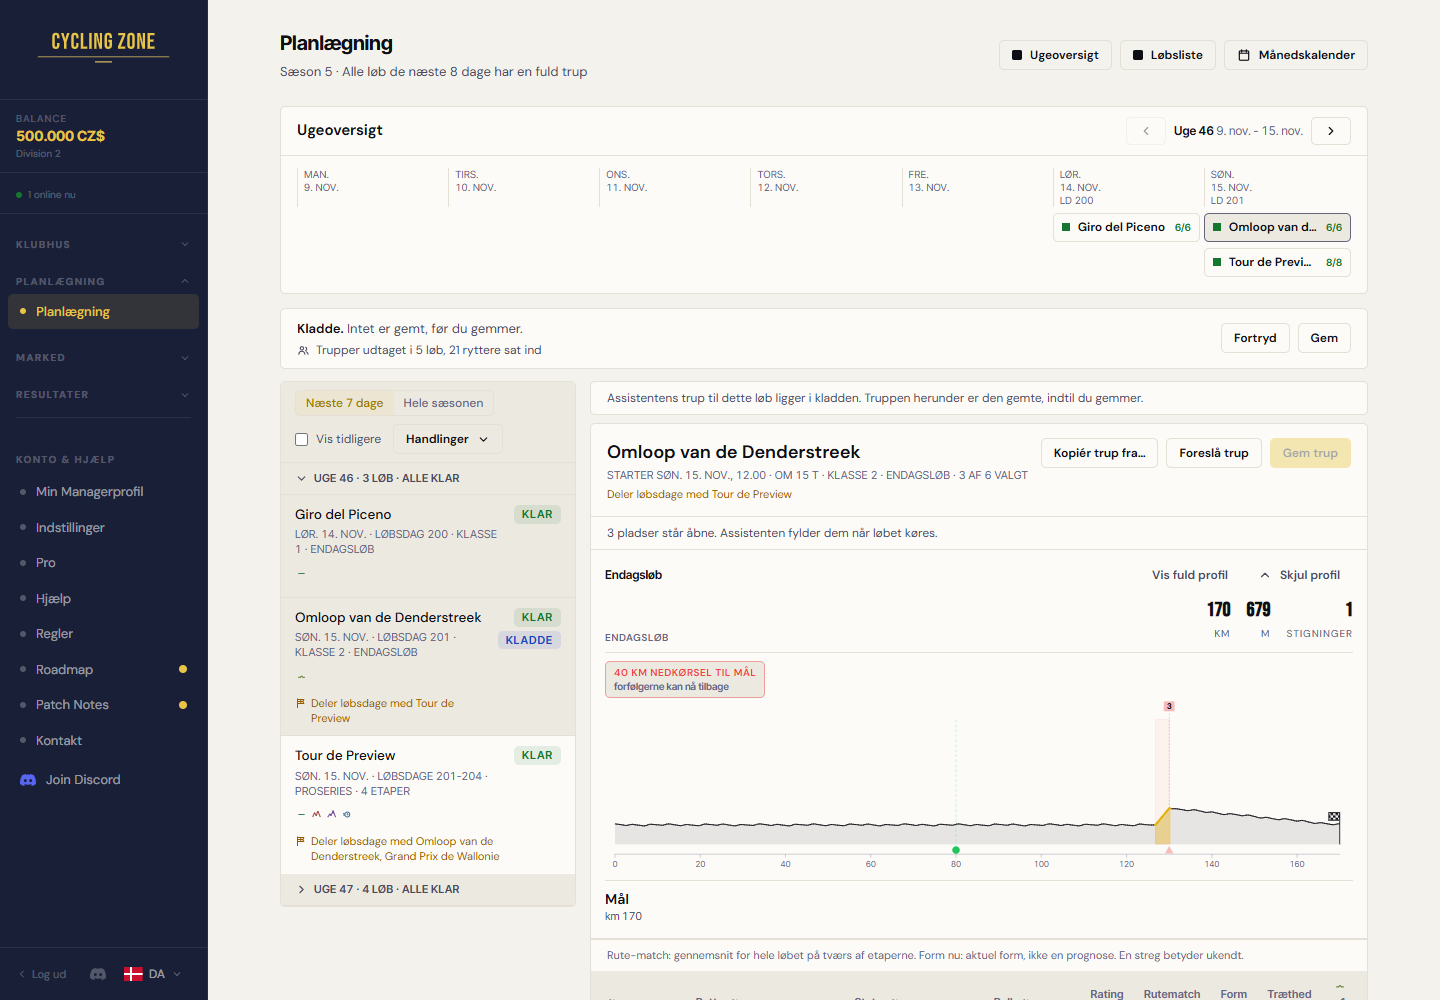 CYCLING ZONE
BALANCE
500.000 CZ$
Division 2
1 online nu
KLUBHUS
PLANLÆGNING
Planlægning
MARKED
RESULTATER
KONTO & HJÆLP
Min Managerprofil
Indstillinger
Pro
Hjælp
Regler
Roadmap
Patch Notes
Kontakt
Join Discord
Log ud
DA
Planlægning
Sæson 5 · Alle løb de næste 8 dage har en fuld trup
Ugeoversigt
Løbsliste
Månedskalender
Ugeoversigt
Uge 46 9. nov. - 15. nov.
MAN.
9. NOV.
TIRS.
10. NOV.
ONS.
11. NOV.
TORS.
12. NOV.
FRE.
13. NOV.
LØR.
14. NOV.
LD 200
SØN.
15. NOV.
LD 201
Giro del Piceno 6/6
Omloop van d... 6/6
Tour de Previ... 8/8
Kladde. Intet er gemt, før du gemmer.
Trupper udtaget i 5 løb, 21 ryttere sat ind
Fortryd
Gem
Næste 7 dage
Hele sæsonen
Vis tidligere
Handlinger
UGE 46 · 3 LØB · ALLE KLAR
Giro del Piceno
KLAR
LØR. 14. NOV. · LØBSDAG 200 · KLASSE
1 · ENDAGSLØB
Omloop van de Denderstreek
KLAR
SØN. 15. NOV. · LØBSDAG 201 ·
KLASSE 2 · ENDAGSLØB
KLADDE
Deler løbsdage med Tour de
Preview
Tour de Preview
KLAR
SØN. 15. NOV. · LØBSDAGE 201-204 ·
PROSERIES · 4 ETAPER
Deler løbsdage med Omloop van de
Denderstreek, Grand Prix de Wallonie
UGE 47 · 4 LØB · ALLE KLAR
Assistentens trup til dette løb ligger i kladden. Truppen herunder er den gemte, indtil du gemmer.
Omloop van de Denderstreek
Kopiér trup fra...
Foreslå trup
Gem trup
STARTER SØN. 15. NOV., 12.00 · OM 15 T · KLASSE 2 · ENDAGSLØB · 3 AF 6 VALGT
Deler løbsdage med Tour de Preview
3 pladser står åbne. Assistenten fylder dem når løbet køres.
Endagsløb
Vis fuld profil
Skjul profil
170 679 1
ENDAGSLØB
KM M STIGNINGER
40 KM NEDKØRSEL TIL MÅL
forfølgerne kan nå tilbage
3
0 20 40 60 80 100 120 140 160
Mål
km 170
Rute-match: gennemsnit for hele løbet på tværs af etaperne. Form nu: aktuel form, ikke en prognose. En streg betyder ukendt.
Rating Rutematch Form Træthed